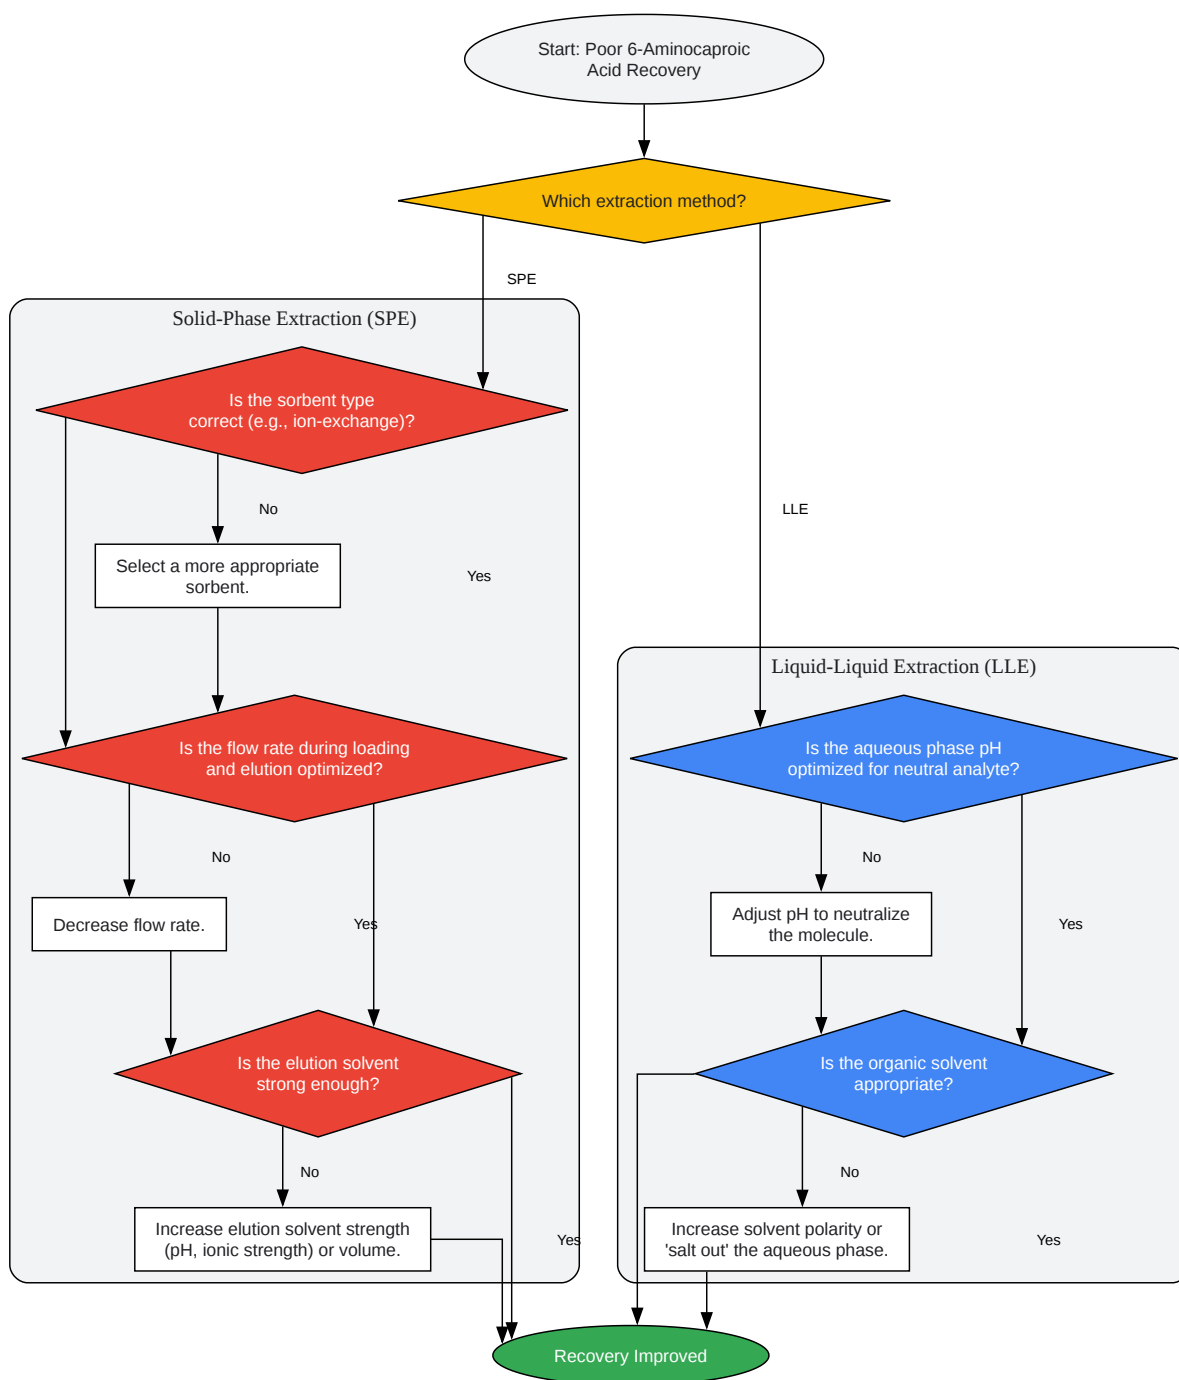 Start: Poor 6-Aminocaproic
Acid Recovery
Which extraction method?
SPE
Solid-Phase Extraction (SPE)
Is the sorbent type
correct (e.g., ion-exchange)?
No
LLE
Select a more appropriate
sorbent.
Yes
Is the flow rate during loading
and elution optimized?
No
Decrease flow rate.
Yes
Is the elution solvent
strong enough?
No
Increase elution solvent strength
(pH, ionic strength) or volume.
Yes
Liquid-Liquid Extraction (LLE)
Is the aqueous phase pH
optimized for neutral analyte?
No
Adjust pH to neutralize
the molecule.
Yes
Is the organic solvent
appropriate?
No
Increase solvent polarity or
'salt out' the aqueous phase.
Yes
Recovery Improved